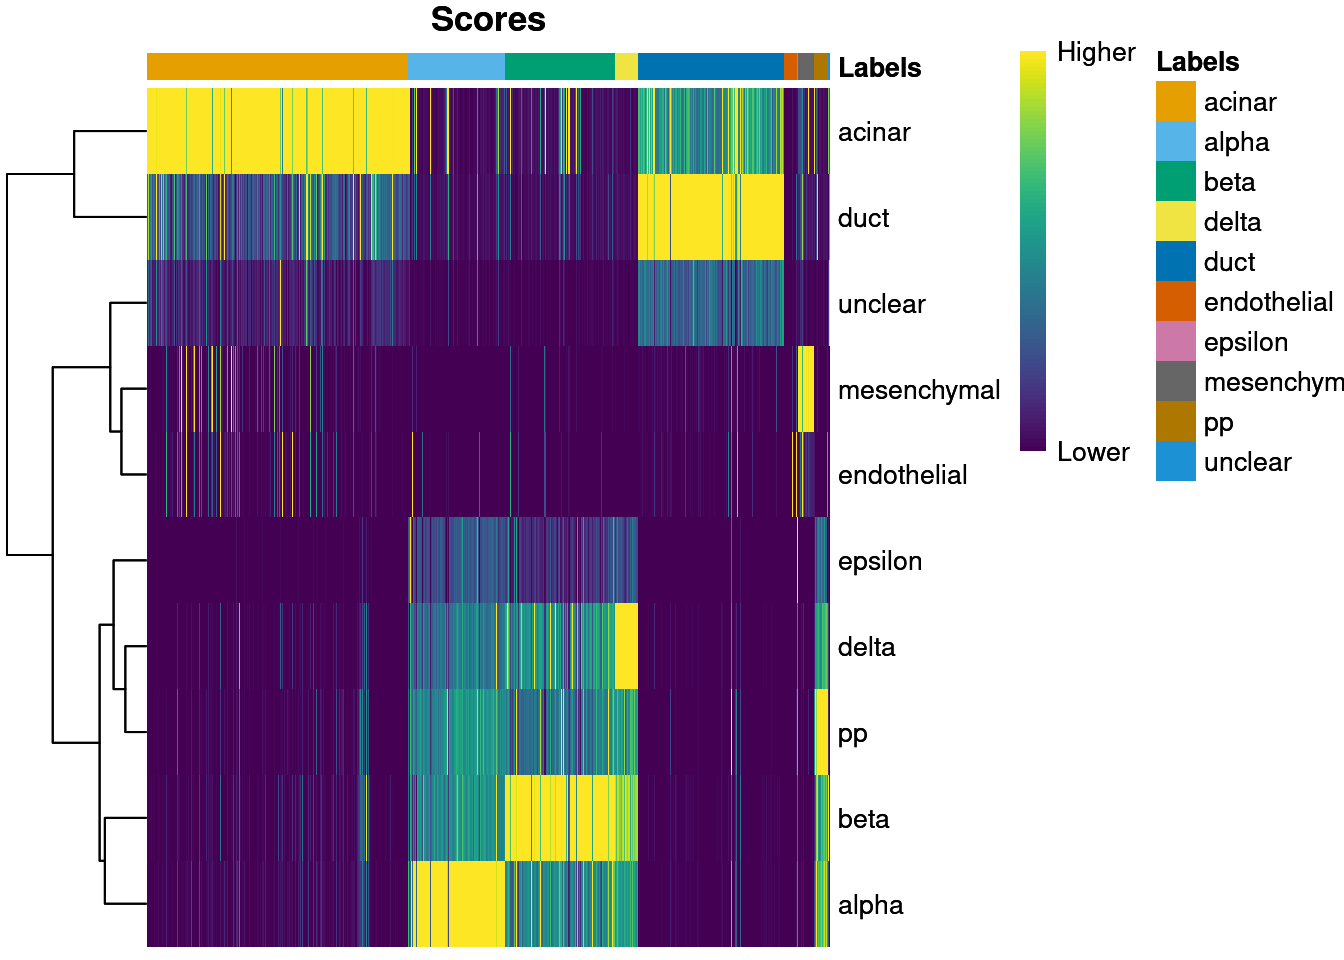 Scores
Labels
acinar
duct
unclear
mesenchymal
endothelial
epsilon
delta
pp
beta
alpha
Higher
Lower
Labels
acinar
alpha
beta
delta
duct
endothelial
epsilon
mesenchym
pp
unclear